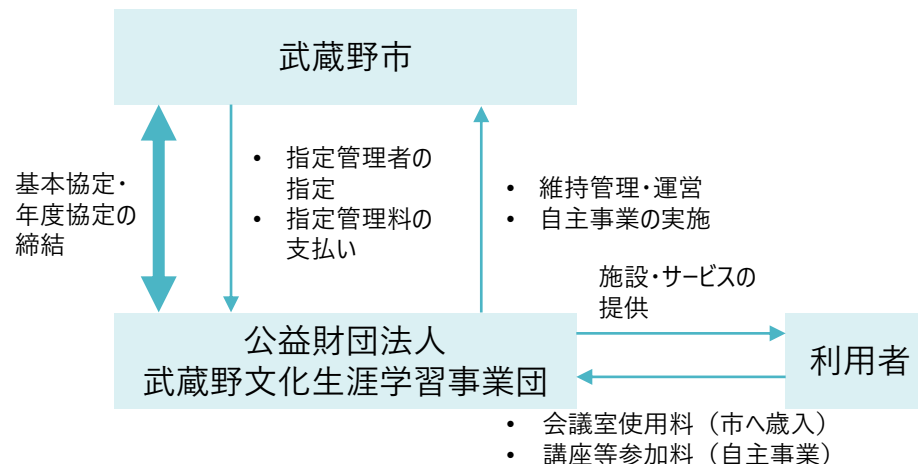 武蔵野市
基本協定・
年度協定の
締結
• 指定管理者の
指定
• 指定管理料の
支払い
• 維持管理・運営
• 自主事業の実施
施設・サービスの
提供
公益財団法人
武蔵野文化生涯学習事業団
利用者
• 会議室使用料（市へ歳入）
• 講座等参加料（自主事業）